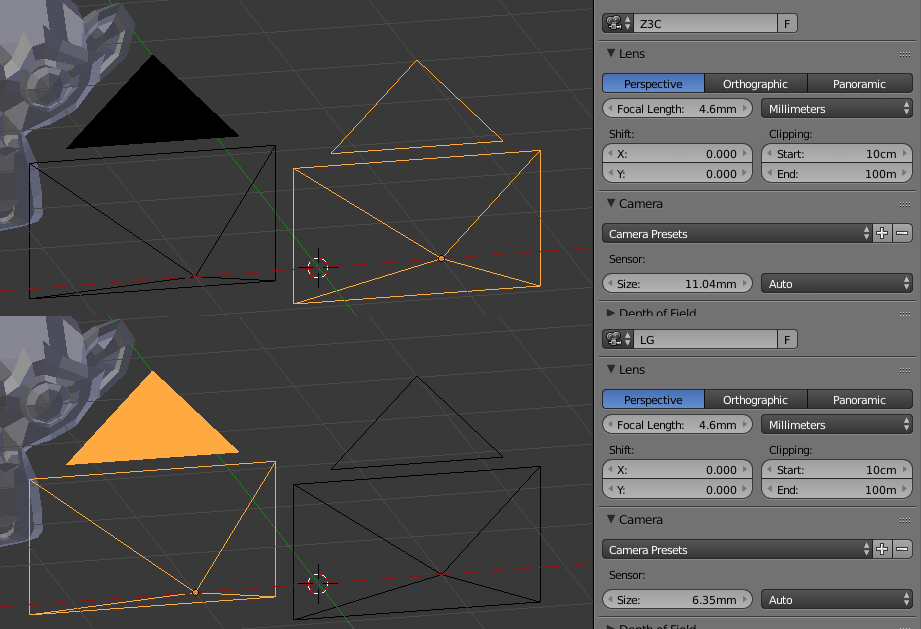 Z3C F
Lens
Perspective Orthographic Panoramic
Focal Length: 4.6mm Millimeters
Shift: Clipping:
X: 0.000 Start: 10cm
Y: 0.000 End: 100m
Camera
Camera Presets
Sensor:
Size: 11.04mm Auto
Depth of Field
LG F
Lens
Perspective Orthographic Panoramic
Focal Length: 4.6mm Millimeters
Shift: Clipping:
X: 0.000 Start: 10cm
Y: 0.000 End: 100m
Camera
Camera Presets
Sensor:
Size: 6.35mm Auto
Depth of Field